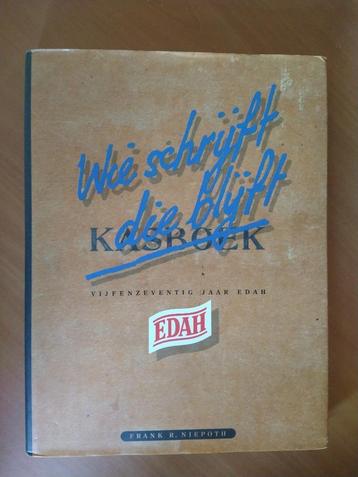 Wie schrijft
die blijft
KASBOEK
VIJFENZEVENTIG JAAR EDAH
EDAH
FRANK R. NIEPOTH